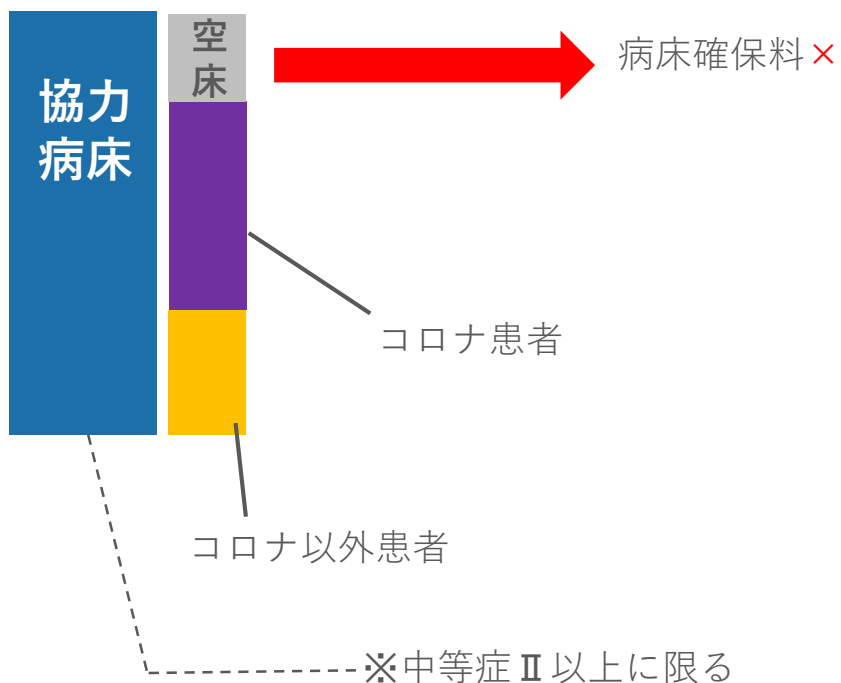 協力
病床
空
床
病床確保料×
コロナ患者
コロナ以外患者
※中等症Ⅱ以上に限る